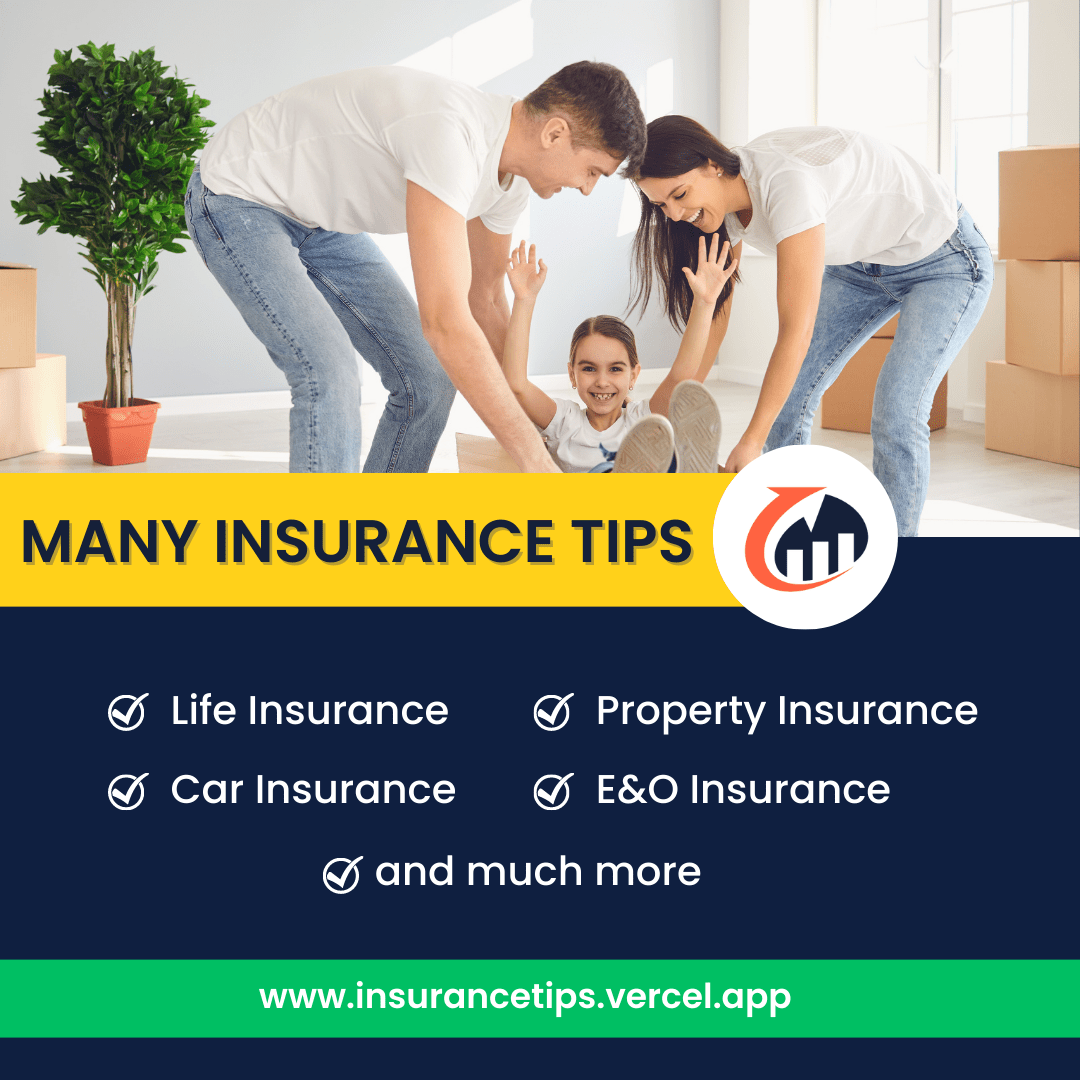 MANY INSURANCE TIPS
Life Insurance
Property Insurance
Car Insurance
E&O Insurance
and much more
www.insurancetips.vercel.app